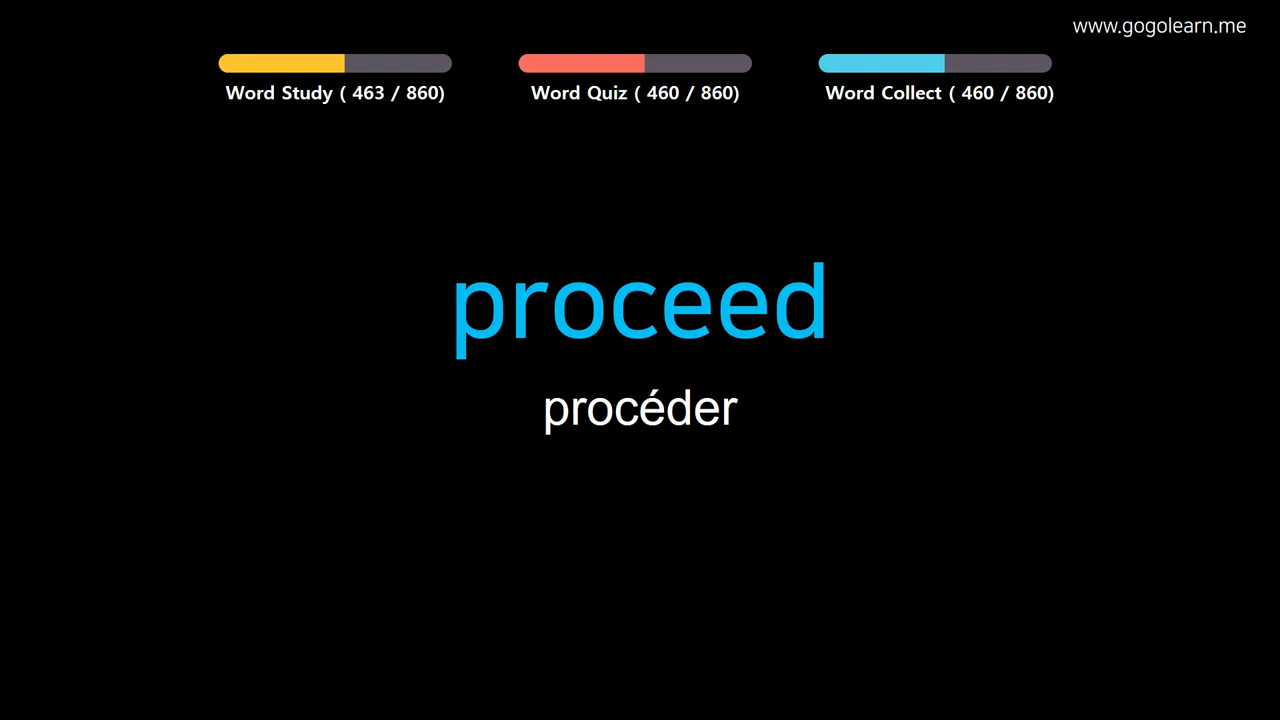 www.gogolearn.me
Word Study ( 463 / 860)
Word Quiz ( 460 / 860)
Word Collect ( 460 / 860)
proceed
procéder